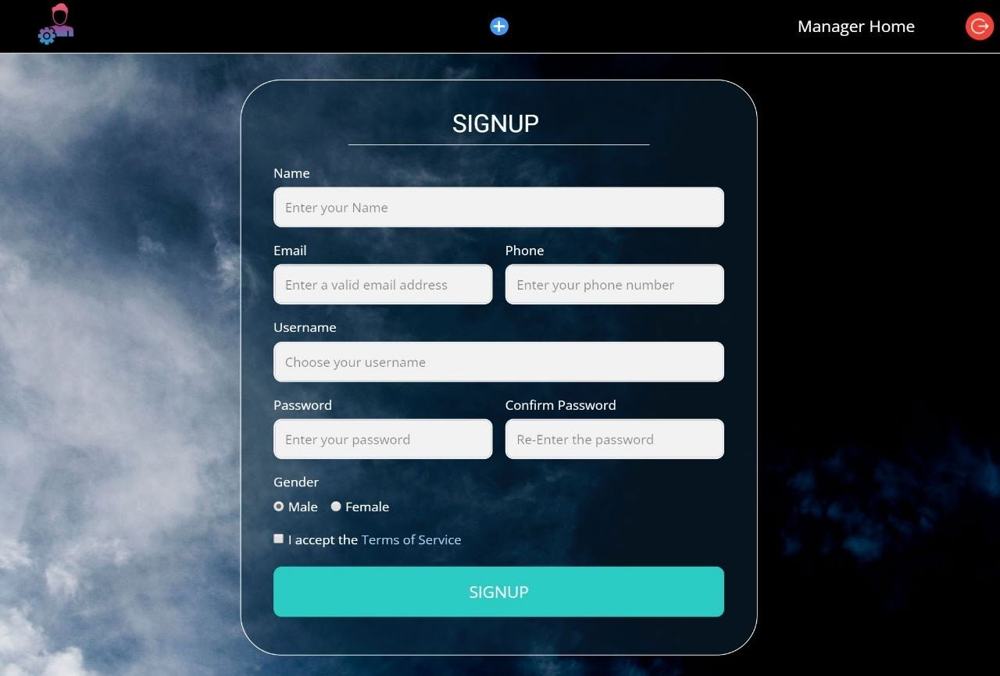 Manager Home
SIGNUP
Name
Enter your Name
Email Phone
Enter a valid email address Enter your phone number
Username
Choose your username
Password Confirm Password
Enter your password Re-Enter the password
Gender
Male Female
I accept the Terms of Service
SIGNUP